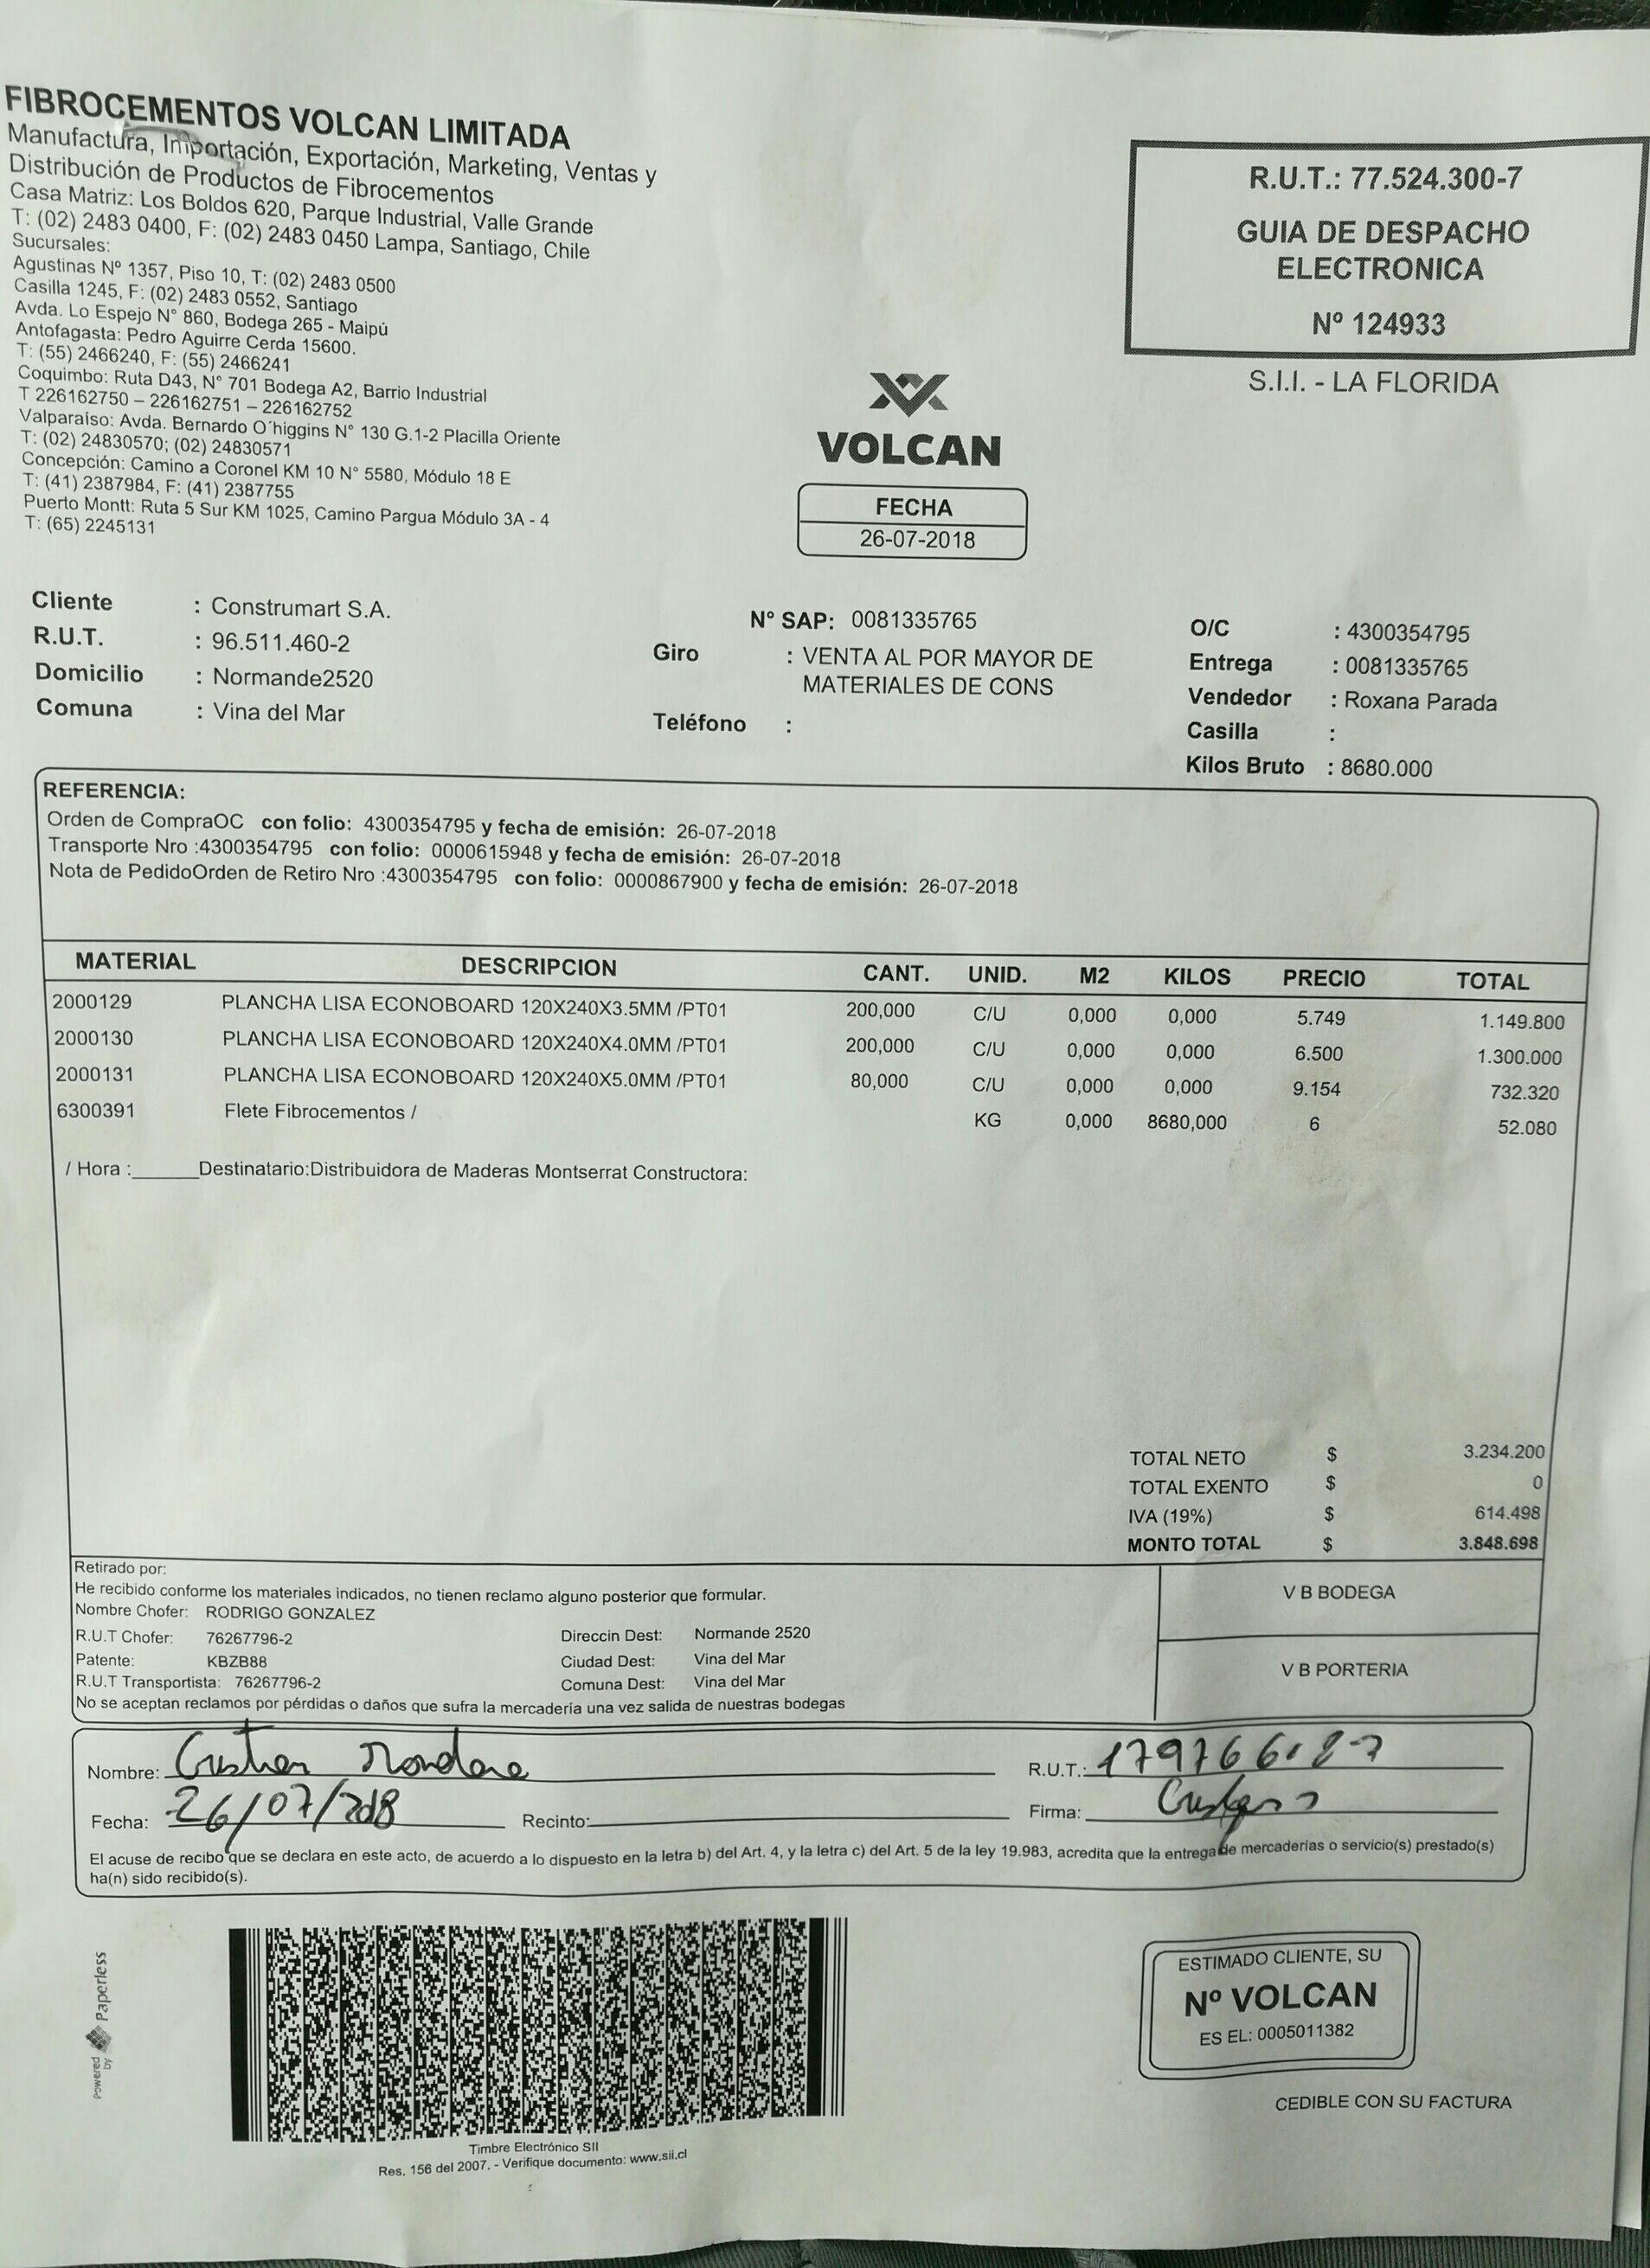 FIBROCEMENTOS VOLCAN LIMITADA
Manufactura, Importación, Exportación, Marketing, Ventas y
Distribución de Productos de Fibrocementos
Casa Matriz: Los Boldos 620, Parque Industrial, Valle Grande
T: (02) 2483 0400, F: (02) 2483 0450 Lampa, Santiago, Chile
Sucursales:
Agustinas Nº 1357, Piso 10, T: (02) 2483 0500
Casilla 1245, F: (02) 2483 0552, Santiago
Avda. Lo Espejo N° 860, Bodega 265 - Maipú
Antofagasta: Pedro Aguirre Cerda 15600.
T: (55) 2466240, F: (55) 2466241
Coquimbo: Ruta D43, N° 701 Bodega A2, Barrio Industrial
T 226162750 – 226162751 – 226162752
Valparaíso: Avda. Bernardo O´higgins N° 130 G.1-2 Placilla Oriente
T: (02) 24830570; (02) 24830571
Concepción: Camino a Coronel KM 10 N° 5580, Módulo 18 E
T: (41) 2387984, F: (41) 2387755
Puerto Montt: Ruta 5 Sur KM 1025, Camino Pargua Módulo 3A - 4
T: (65) 2245131
VOLCAN
FECHA
26-07-2018
R.U.T.: 77.524.300-7
GUIA DE DESPACHO
ELECTRONICA
Nº 124933
S.I.I. - LA FLORIDA
Cliente : Construmart S.A.
R.U.T. : 96.511.460-2
Domicilio : Normande2520
Comuna : Vina del Mar
N° SAP: 0081335765
Giro : VENTA AL POR MAYOR DE
MATERIALES DE CONS
Teléfono :
O/C : 4300354795
Entrega : 0081335765
Vendedor : Roxana Parada
Casilla :
Kilos Bruto : 8680.000
REFERENCIA:
Orden de CompraOC con folio: 4300354795 y fecha de emisión: 26-07-2018
Transporte Nro :4300354795 con folio: 0000615948 y fecha de emisión: 26-07-2018
Nota de PedidoOrden de Retiro Nro :4300354795 con folio: 0000867900 y fecha de emisión: 26-07-2018
MATERIAL DESCRIPCION CANT. UNID. M2 KILOS PRECIO TOTAL
2000129 PLANCHA LISA ECONOBOARD 120X240X3.5MM /PT01 200,000 C/U 0,000 0,000 5.749 1.149.800
2000130 PLANCHA LISA ECONOBOARD 120X240X4.0MM /PT01 200,000 C/U 0,000 0,000 6.500 1.300.000
2000131 PLANCHA LISA ECONOBOARD 120X240X5.0MM /PT01 80,000 C/U 0,000 0,000 9.154 732.320
6300391 Flete Fibrocementos / KG 0,000 8680,000 6 52.080
/ Hora :______Destinatario:Distribuidora de Maderas Montserrat Constructora:
TOTAL NETO $ 3.234.200
TOTAL EXENTO $ 0
IVA (19%) $ 614.498
MONTO TOTAL $ 3.848.698
Retirado por:
He recibido conforme los materiales indicados, no tienen reclamo alguno posterior que formular.
Nombre Chofer: RODRIGO GONZALEZ
R.U.T Chofer: 76267796-2 Direccin Dest: Normande 2520
Patente: KBZB88 Ciudad Dest: Vina del Mar
R.U.T Transportista: 76267796-2 Comuna Dest: Vina del Mar
No se aceptan reclamos por pérdidas o daños que sufra la mercadería una vez salida de nuestras bodegas
V B BODEGA
V B PORTERIA
Nombre: R.U.T.:
Fecha: 26/07/2018 Recinto: Firma:
El acuse de recibo que se declara en este acto, de acuerdo a lo dispuesto en la letra b) del Art. 4, y la letra c) del Art. 5 de la ley 19.983, acredita que la entrega de mercaderías o servicio(s) prestado(s)
ha(n) sido recibido(s).
powered by Paperless
Timbre Electrónico SII
Res. 156 del 2007. - Verifique documento: www.sii.cl
ESTIMADO CLIENTE, SU
Nº VOLCAN
ES EL: 0005011382
CEDIBLE CON SU FACTURA